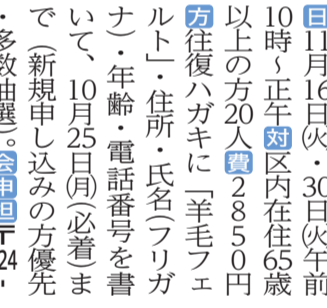 日11月16日㈫・30日㈫午前
10時～正午対区内在住65歳
以上の方20人費2850円
方往復ハガキに「羊毛フェ
ルト」・住所・氏名(フリガ
ナ)・年齢・電話番号を書
いて、10月25日㈪(必着)ま
で（新規申し込みの方優先
・多数抽選)。会申担〒24-